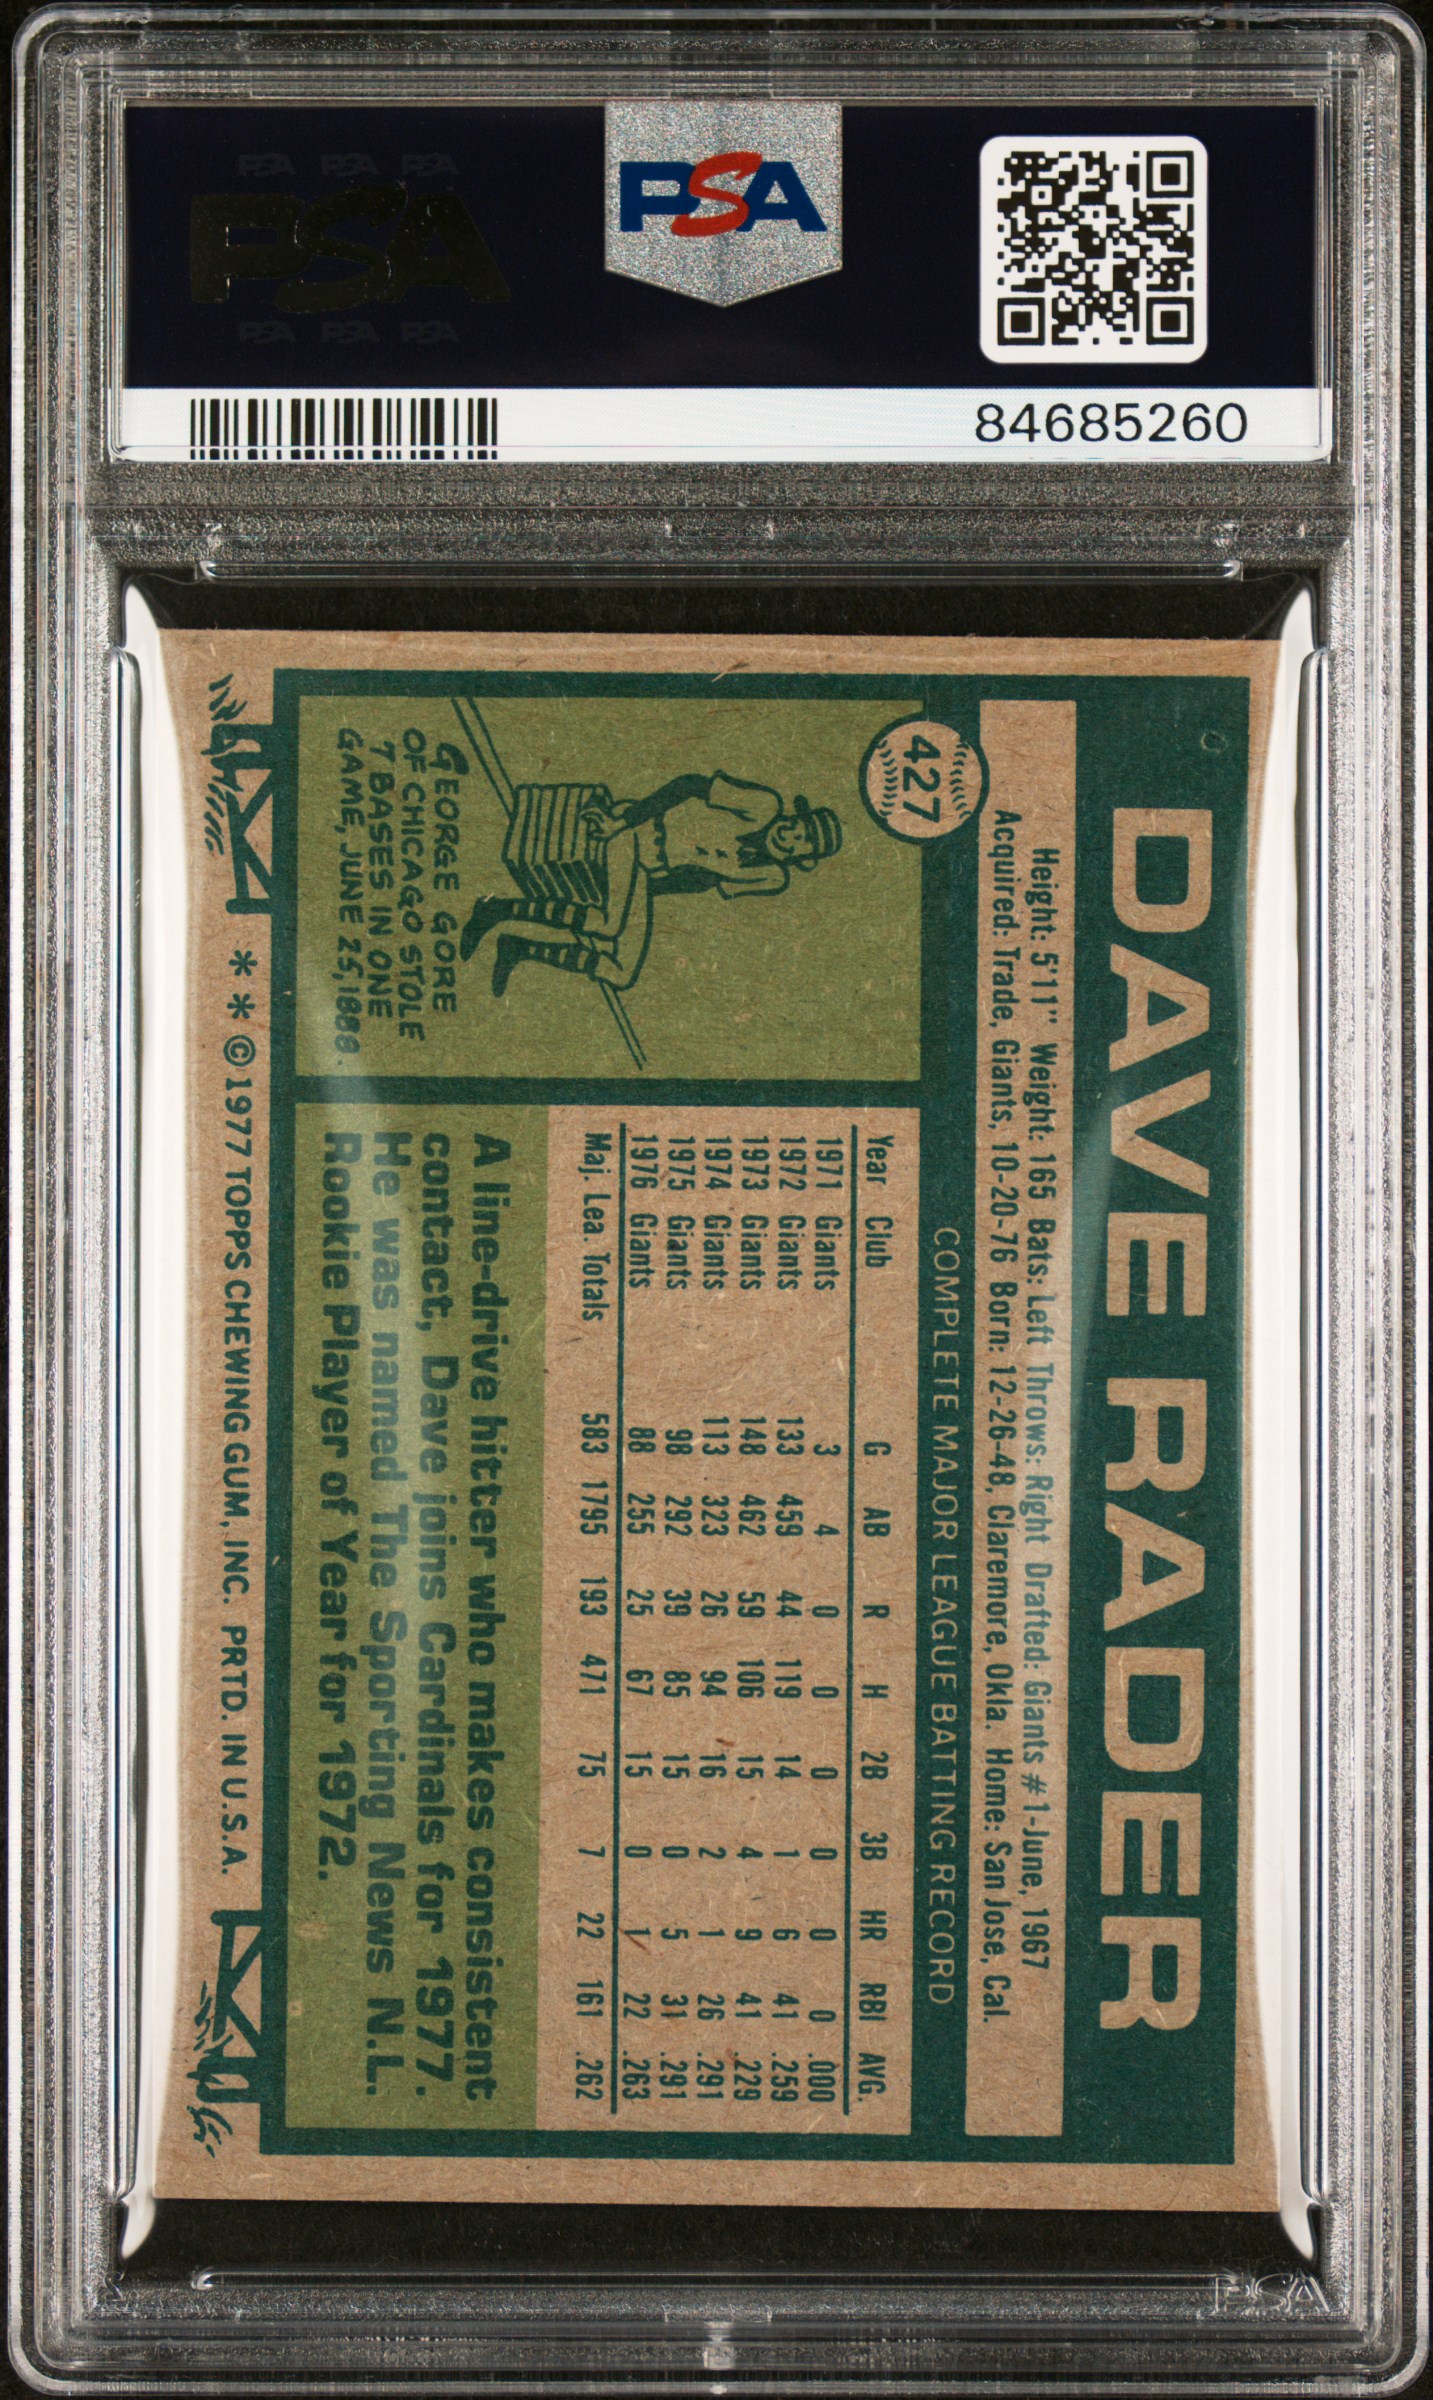 PSA PSA PSA
PSA
PSA PSA PSA
PSA
84685260
DAVE RADER
Height: 5'11" Weight: 165 Bats: Left Throws: Right Drafted: Giants #1-June, 1967
Acquired: Trade, Giants, 10-20-76 Born: 12-26-48, Claremore, Okla. Home: San Jose, Cal.
427
GEORGE GORE
OF CHICAGO STOLE
7 BASES IN ONE
GAME, JUNE 25, 1888.
COMPLETE MAJOR LEAGUE BATTING RECORD
Year Club G AB R H 2B 3B HR RBI AVG.
1971 Giants 3 4 0 0 0 0 0 0 .000
1972 Giants 133 459 44 119 14 1 6 41 .259
1973 Giants 148 462 59 106 15 4 9 41 .229
1974 Giants 113 323 26 94 16 2 1 26 .291
1975 Giants 98 292 39 85 15 0 5 31 .291
1976 Giants 88 255 25 67 15 0 1 22 .263
Maj. Lea. Totals 583 1795 193 471 75 7 22 161 .262
A line-drive hitter who makes consistent
contact, Dave joins Cardinals for 1977.
He was named The Sporting News N.L.
Rookie Player of Year for 1972.
** ©1977 TOPPS CHEWING GUM, INC. PRTD. IN U.S.A.
PSA